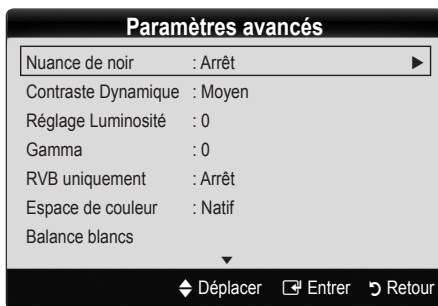 Paramètres avancés
Nuance de noir : Arrêt
Contraste Dynamique : Moyen
Réglage Luminosité : 0
Gamma : 0
RVB uniquement : Arrêt
Espace de couleur : Natif
Balance blancs
Déplacer Entrer Retour